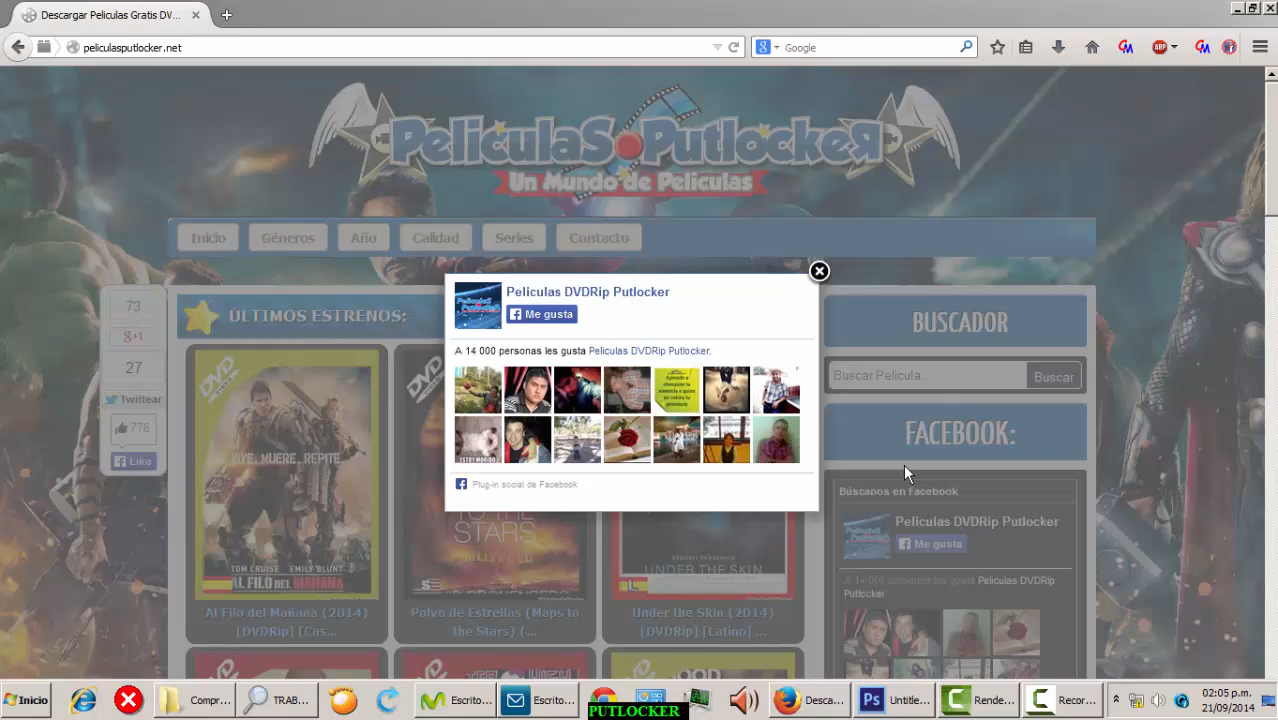 Descargar Peliculas Gratis DV...
peliculasputlocker.net
Google
ABP
PeliculaS PutlockeR
Un Mundo de Peliculas
Inicio
Géneros
Año
Calidad
Series
Contacto
73
+1
27
Twittear
776
Like
ÚLTIMOS ESTRENOS:
Peliculas DVDRip Putlocker
Me gusta
A 14 000 personas les gusta Peliculas DVDRip Putlocker.
Plug-in social de Facebook
DVD
VIVE, MUERE, REPITE.
TOM CRUISE
EMILY BLUNT
AL FILO DEL MAÑANA
Al Filo del Mañana (2014)
[DVDRip] [Cas...
TO THE
STARS
Polvo de Estrellas (Maps to
the Stars) (...
UNDER THE SKIN
Under the Skin (2014)
[DVDRip] [Latino] ...
BUSCADOR
Buscar Pelicula...
Buscar
FACEBOOK:
Búscanos en Facebook
Peliculas DVDRip Putlocker
Me gusta
A 14 000 personas les gusta Peliculas DVDRip
Putlocker
Inicio
Compr...
TRAB...
Escrito...
Escrito...
PUTLOCKER
Desca...
Ps
Untitle...
Rende...
Recor...
02:05 p.m.
21/09/2014